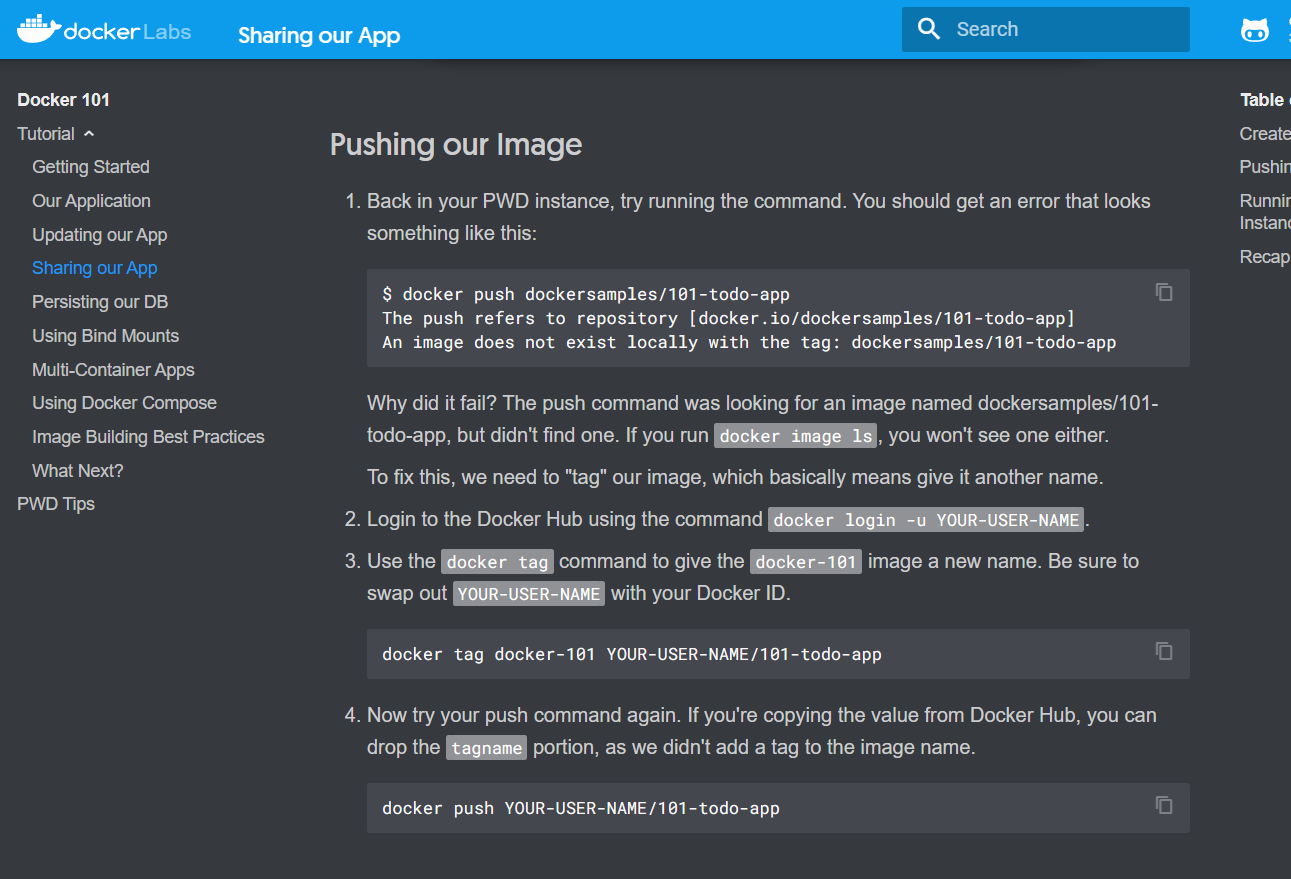 dockerLabs
Sharing our App
Search
Docker 101
Tutorial
Getting Started
Our Application
Updating our App
Sharing our App
Persisting our DB
Using Bind Mounts
Multi-Container Apps
Using Docker Compose
Image Building Best Practices
What Next?
PWD Tips
Pushing our Image
1. Back in your PWD instance, try running the command. You should get an error that looks
something like this:
$ docker push dockersamples/101-todo-app
The push refers to repository [docker.io/dockersamples/101-todo-app]
An image does not exist locally with the tag: dockersamples/101-todo-app
Why did it fail? The push command was looking for an image named dockersamples/101-
todo-app, but didn't find one. If you run docker image ls, you won't see one either.
To fix this, we need to "tag" our image, which basically means give it another name.
2. Login to the Docker Hub using the command docker login -u YOUR-USER-NAME.
3. Use the docker tag command to give the docker-101 image a new name. Be sure to
swap out YOUR-USER-NAME with your Docker ID.
docker tag docker-101 YOUR-USER-NAME/101-todo-app
4. Now try your push command again. If you're copying the value from Docker Hub, you can
drop the tagname portion, as we didn't add a tag to the image name.
docker push YOUR-USER-NAME/101-todo-app
Table
Create
Recap